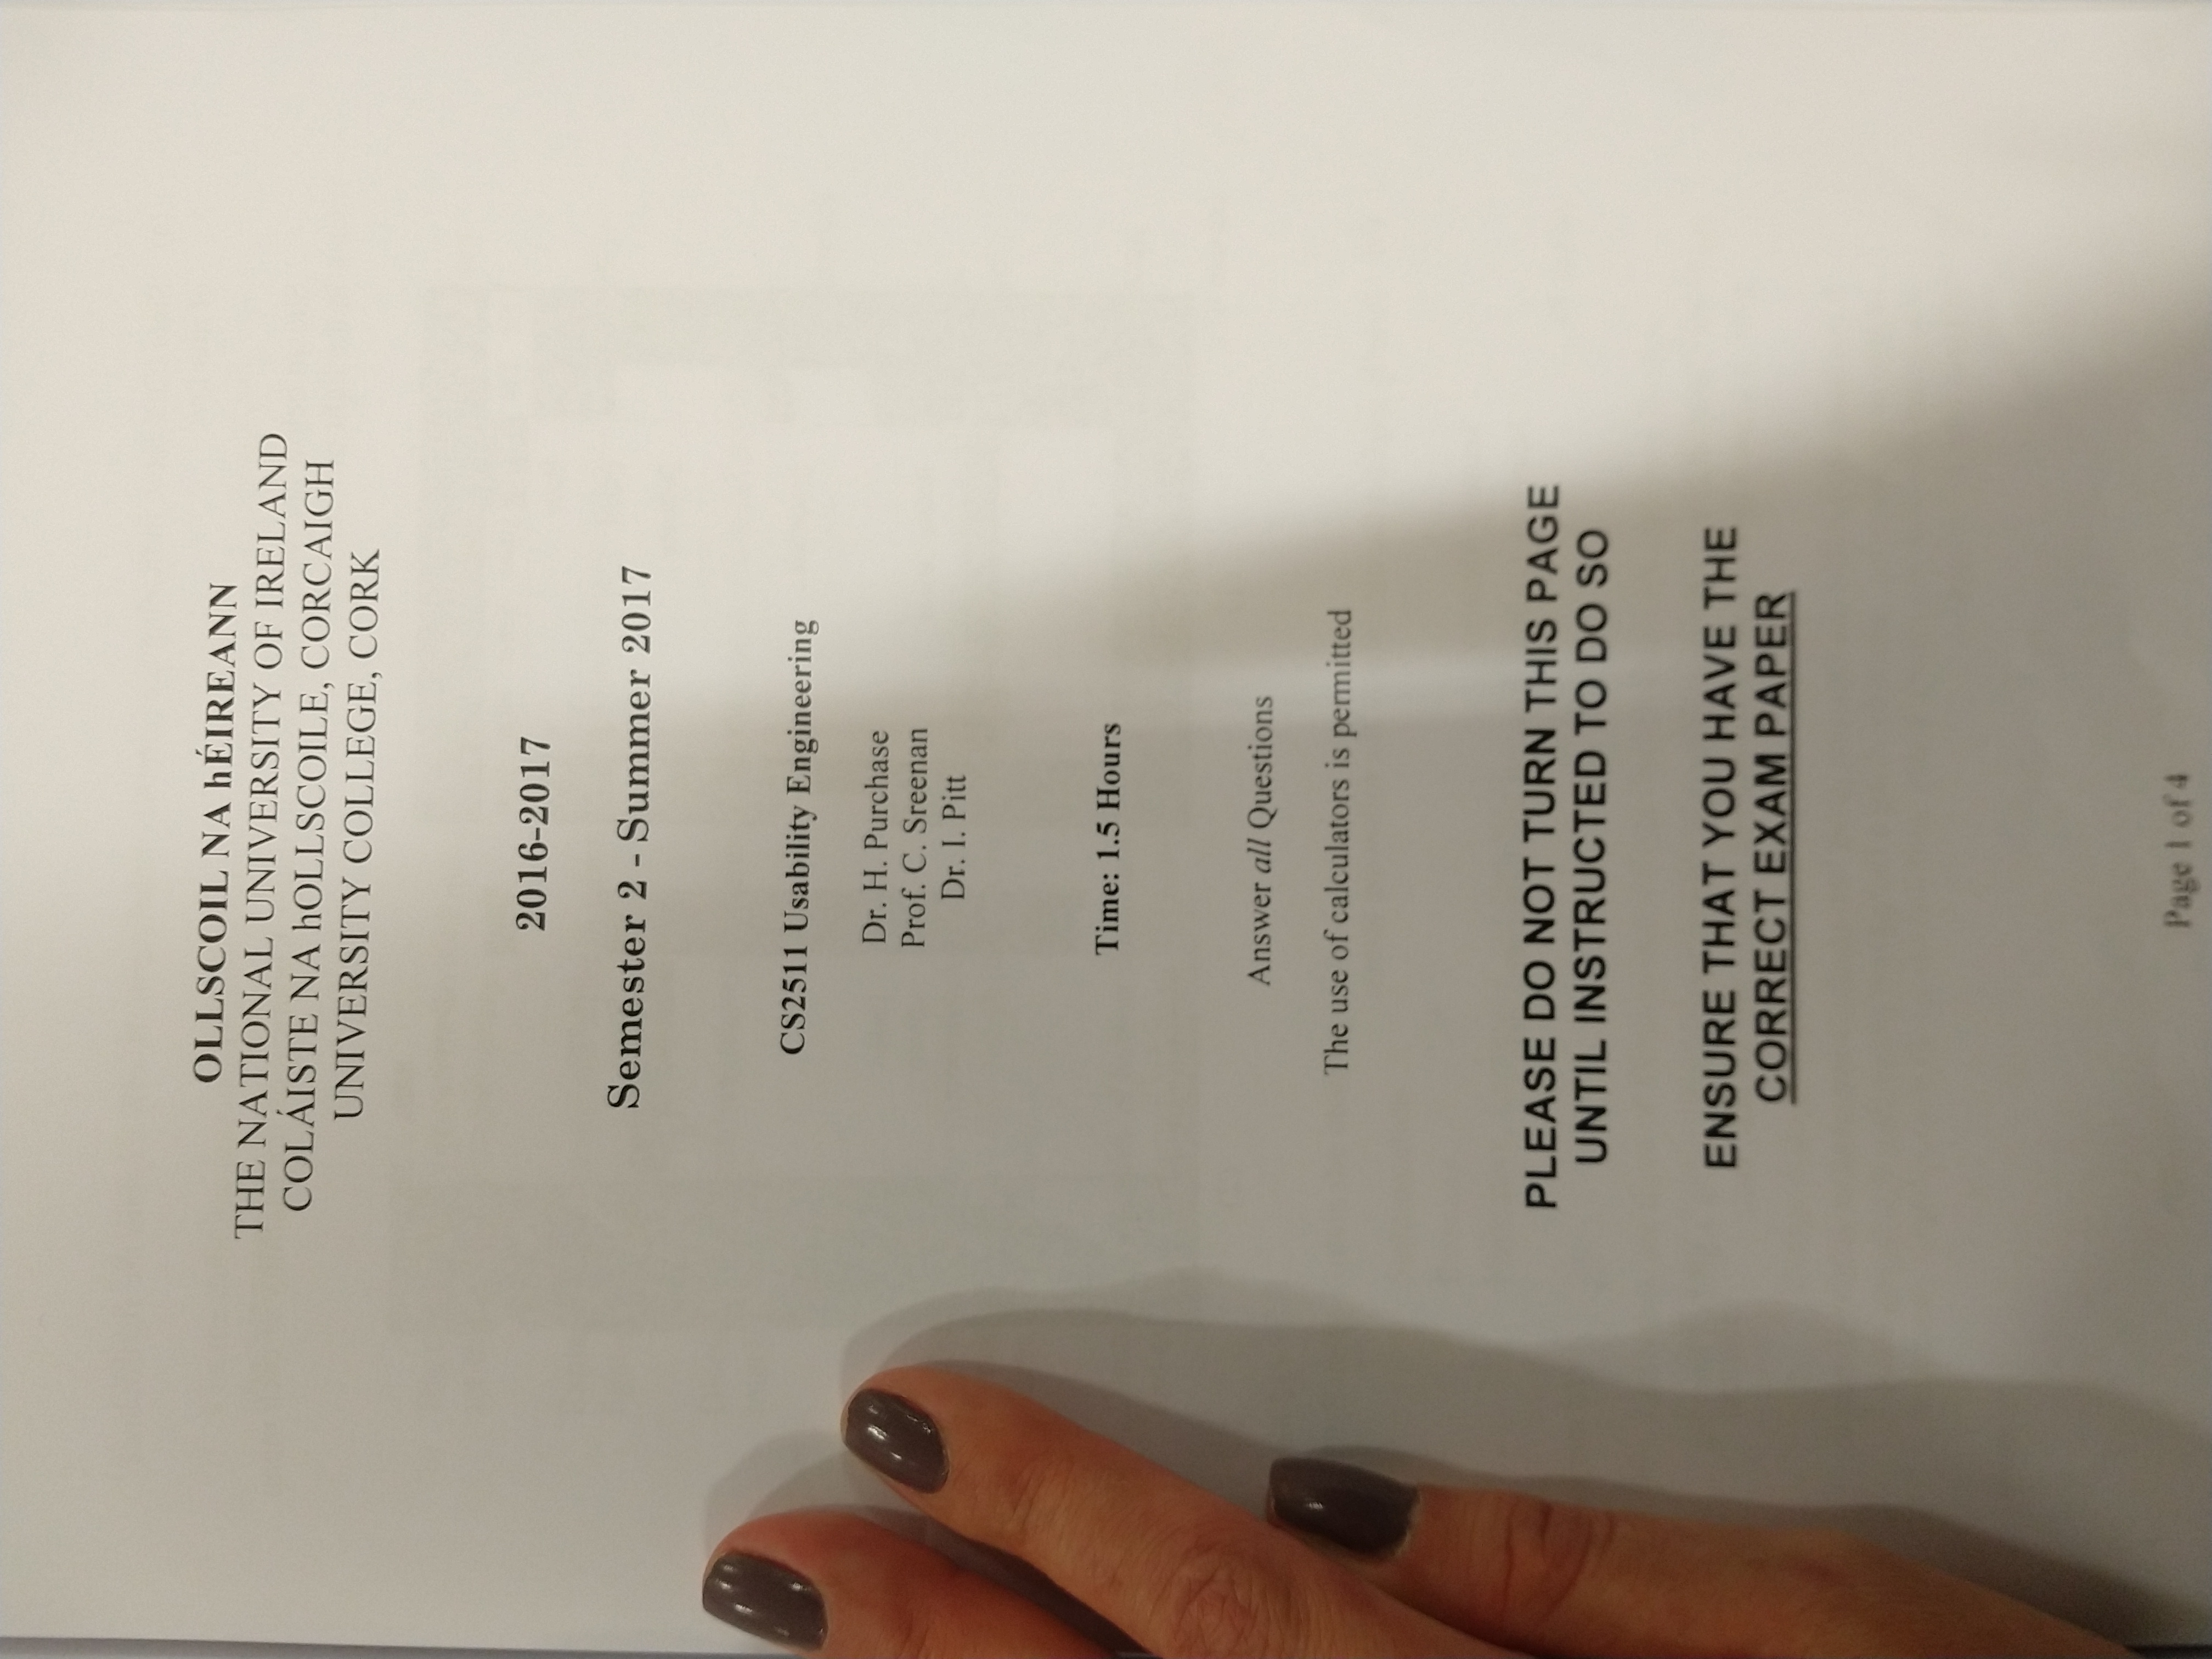 OLLSCOIL NA hÉIREANN
THE NATIONAL UNIVERSITY OF IRELAND
COLÁISTE NA hOLLSCOILE, CORCAIGH
UNIVERSITY COLLEGE, CORK
2016-2017
Semester 2 - Summer 2017
CS2511 Usability Engineering
Dr. H. Purchase
Prof. C. Sreenan
Dr. I. Pitt
Time: 1.5 Hours
Answer all Questions
The use of calculators is permitted
PLEASE DO NOT TURN THIS PAGE
UNTIL INSTRUCTED TO DO SO
ENSURE THAT YOU HAVE THE
CORRECT EXAM PAPER
Page 1 of 4